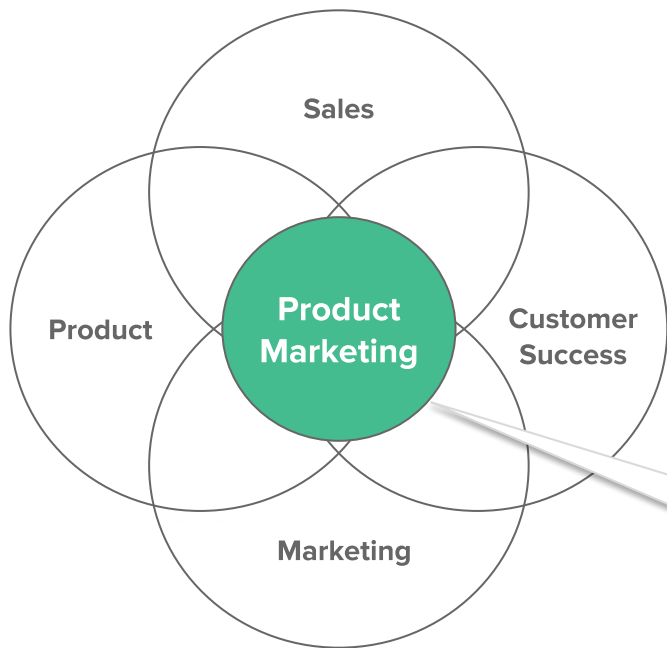 Sales
Product
Product
Marketing
Customer
Success
Marketing